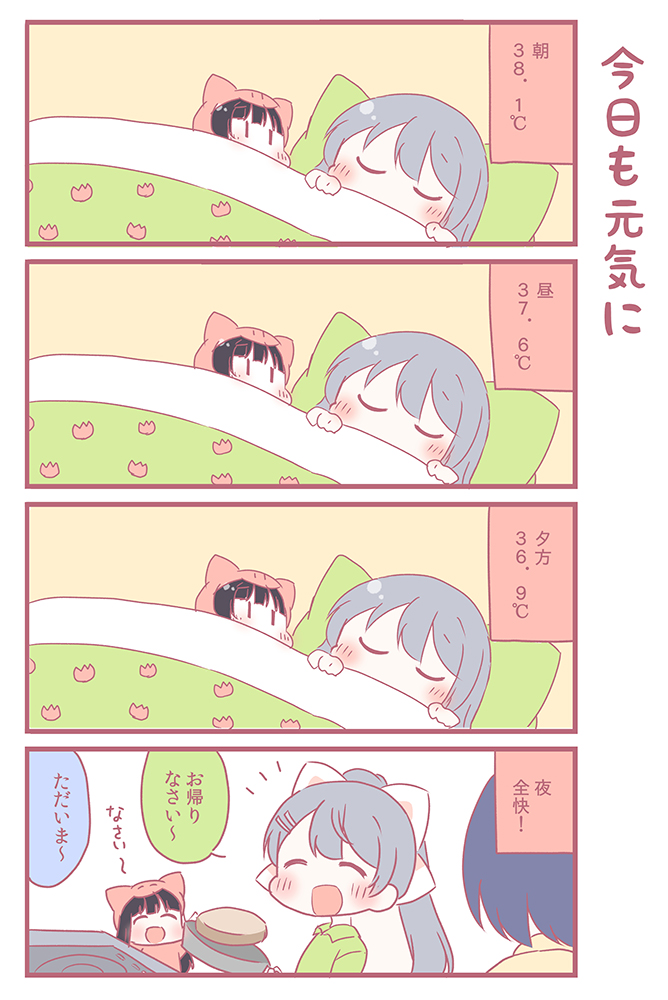 今日も元気に
朝
38.1℃
昼
37.6℃
夕方
36.9℃
夜
全快！
お帰り
なさい～
なさい～
ただいま～